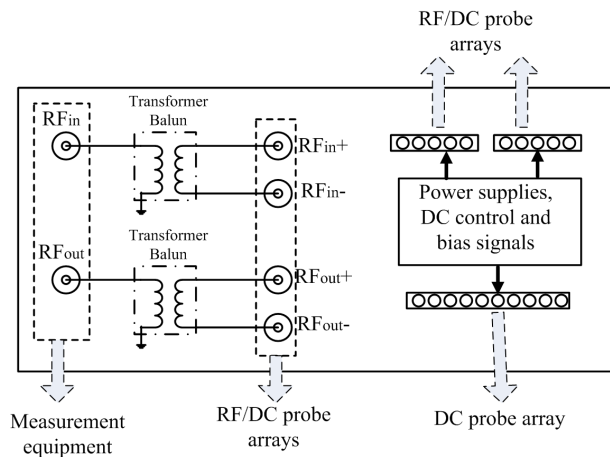 RF/DC probe
arrays
RFin
Transformer
Balun
RFin+
RFin-
Power supplies,
DC control and
bias signals
RFout
Transformer
Balun
RFout+
RFout-
Measurement
equipment
RF/DC probe
arrays
DC probe array